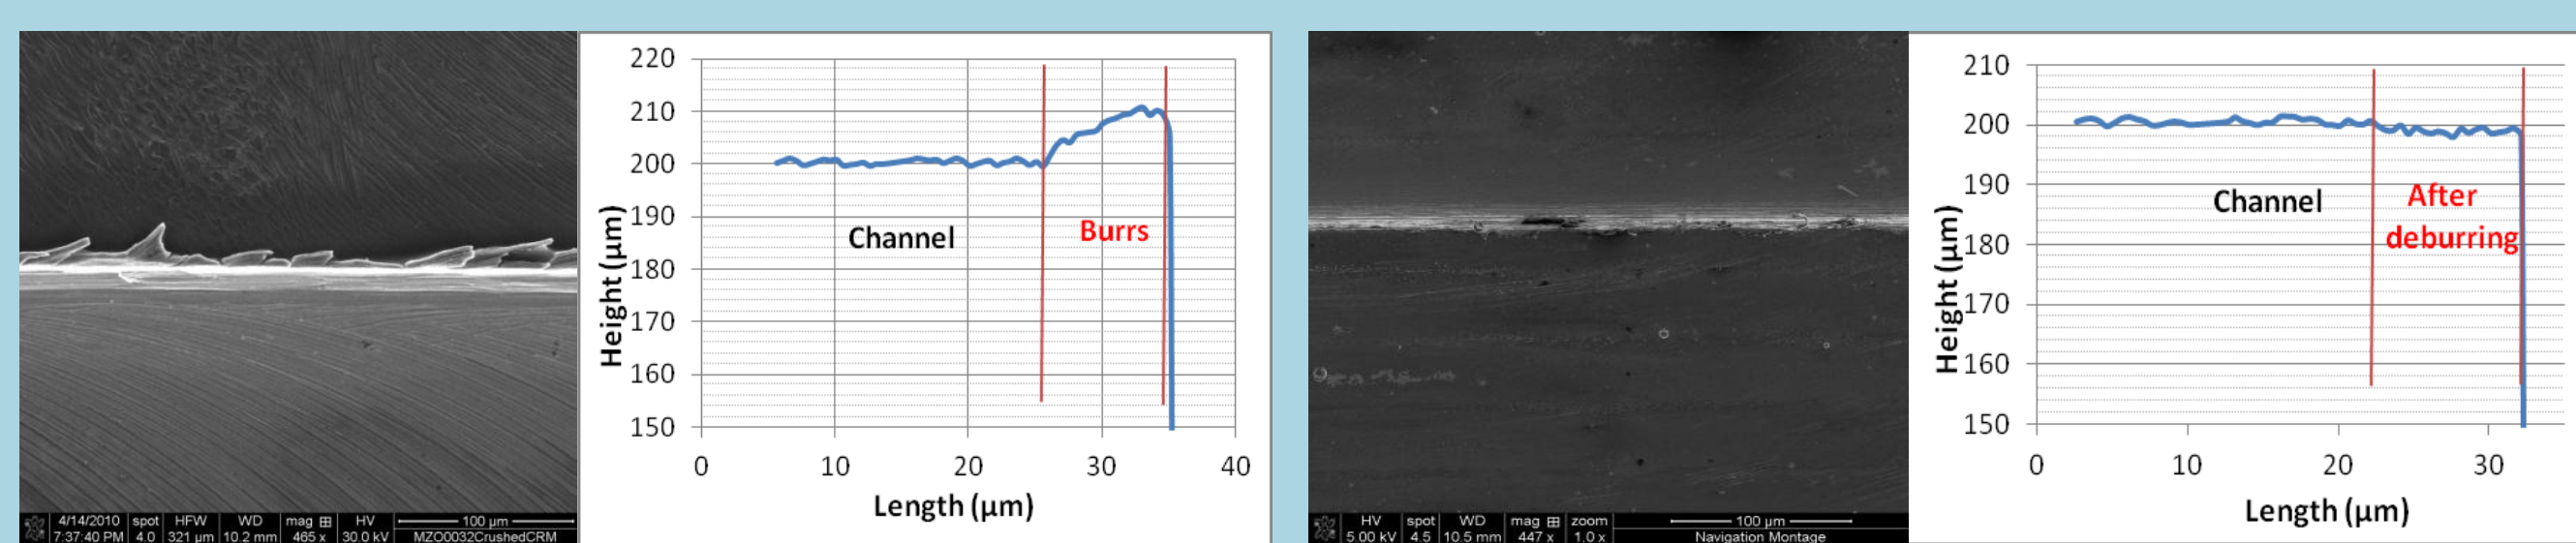 4/14/2010 spot HFW WD mag HV 100 µm
7:37:40 PM 4.0 321 µm 10.2 mm 465 x 30.0 kV MZO0032CrushedCRM
220
210
200
190
180
170
160
150
Height (µm)
Channel
Burrs
0 10 20 30 40
Length (µm)
HV spot WD mag zoom 100 µm
5.00 kV 4.5 10.5 mm 447 x 1.0 x Navigation Montage
210
200
190
180
170
160
150
Height (µm)
Channel
After
deburring
0 10 20 30
Length (µm)